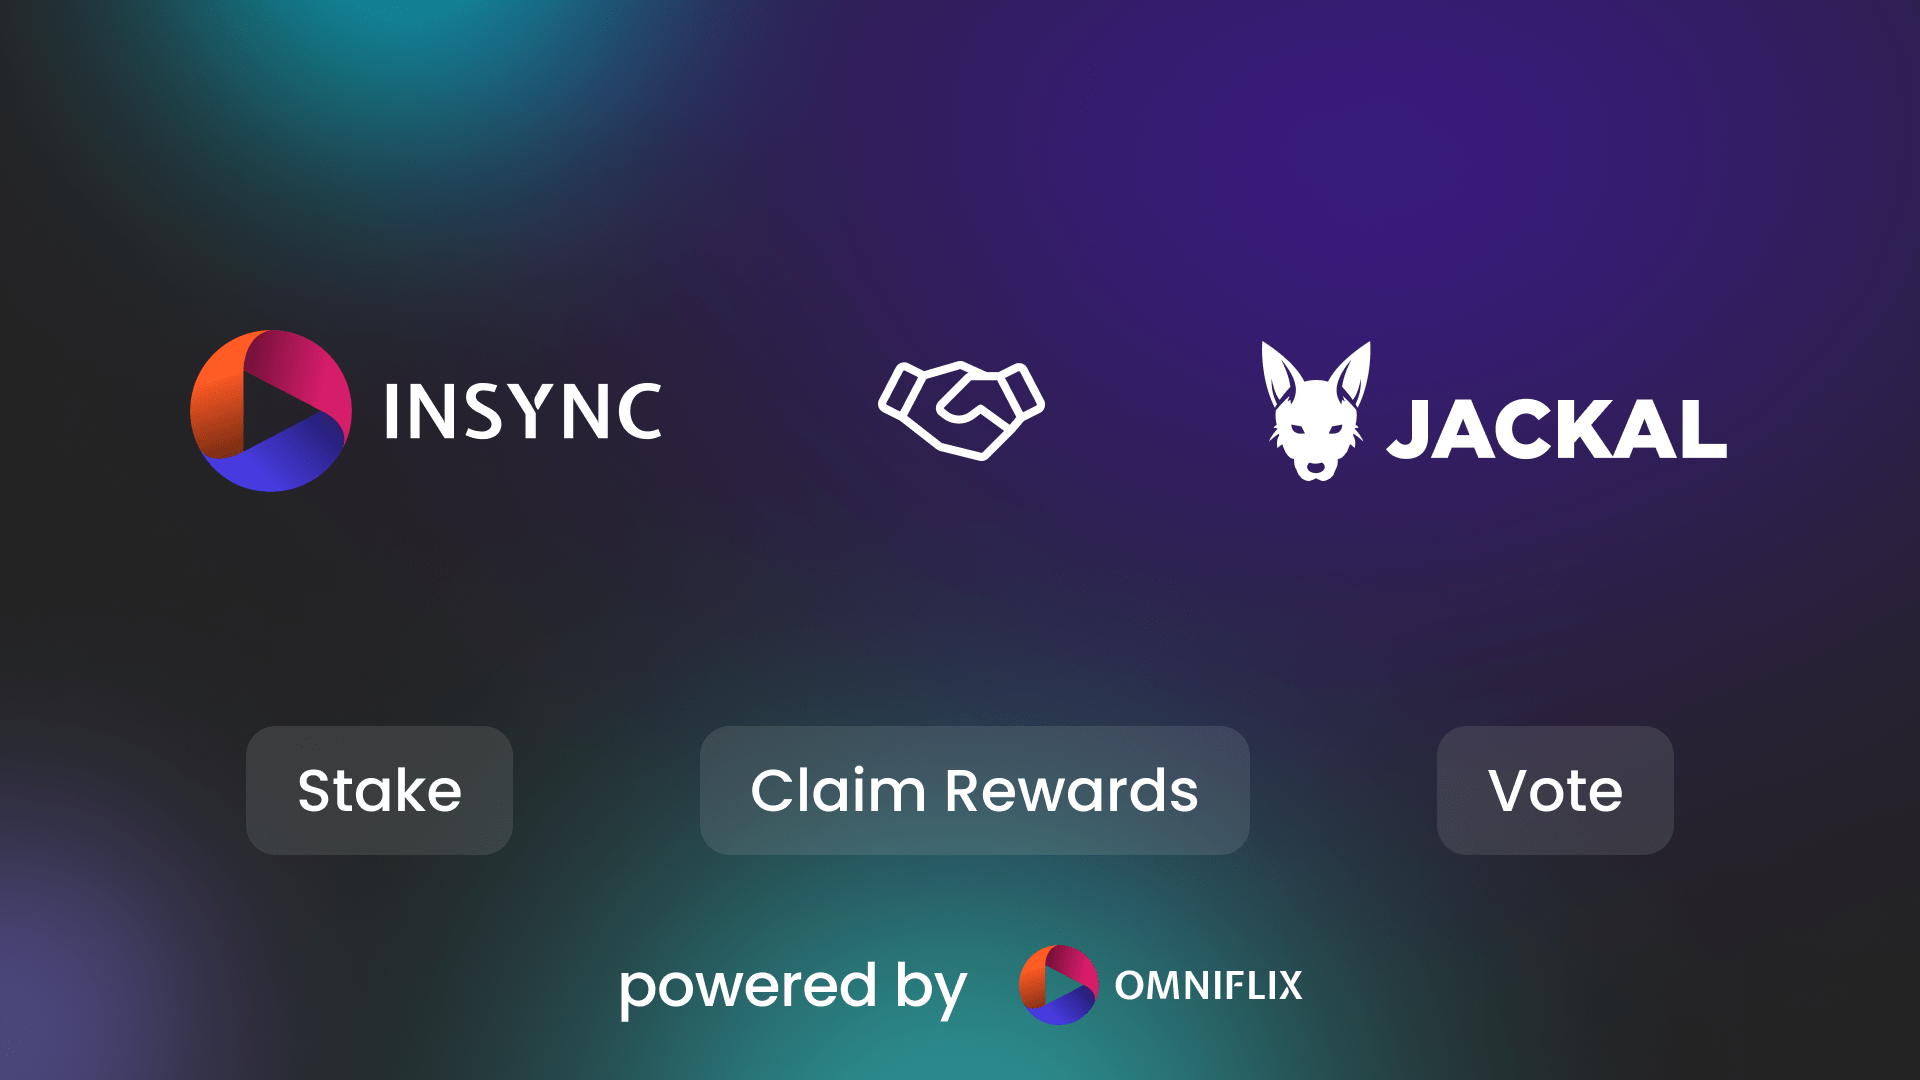 INSYNC
JACKAL
Stake
Claim Rewards
Vote
powered by OMNIFLIX